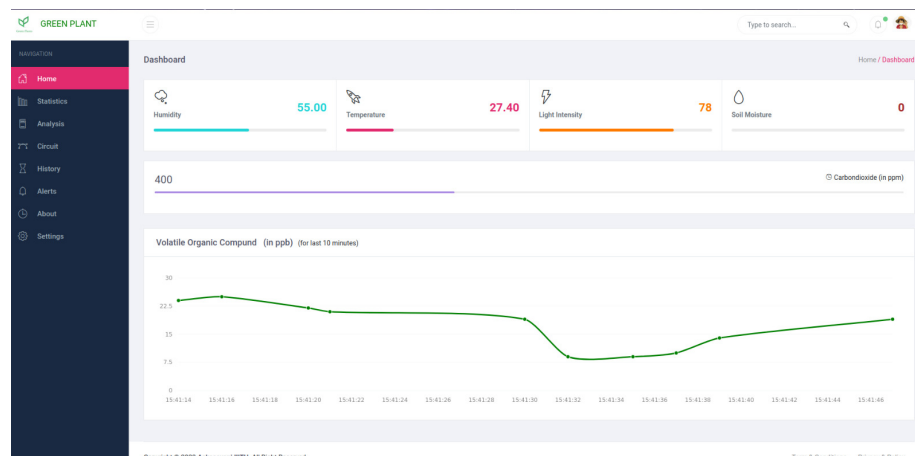 GREEN PLANT
Type to search...
NAVIGATION
Home
Statistics
Analysis
Circuit
History
Alerts
About
Settings
Dashboard
Home / Dashboard
Humidity
55.00
Temperature
27.40
Light Intensity
78
Soil Moisture
0
400
Carbondioxide (in ppm)
Volatile Organic Compund (in ppb) (for last 10 minutes)
30
22.5
15
7.5
0
15:41:14 15:41:16 15:41:18 15:41:20 15:41:22 15:41:24 15:41:26 15:41:28 15:41:30 15:41:32 15:41:34 15:41:36 15:41:38 15:41:40 15:41:42 15:41:44 15:41:46